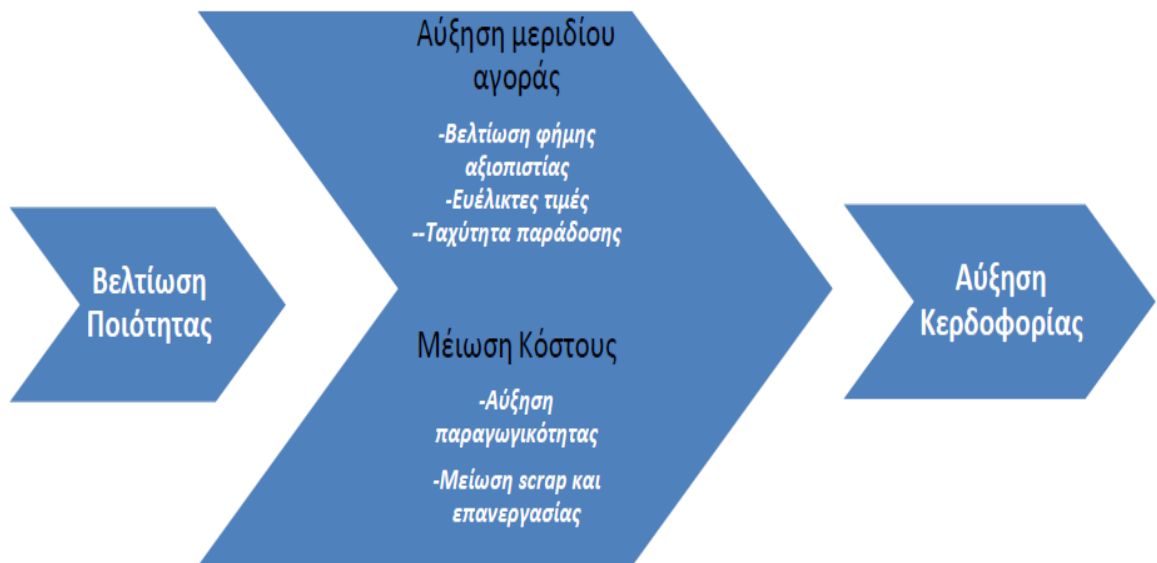 Βελτίωση
Ποιότητας
Αύξηση μεριδίου
αγοράς
-Βελτίωση φήμης
αξιοπιστίας
-Ευέλικτες τιμές
--Ταχύτητα παράδοσης
Μέιωση Κόστους
-Αύξηση
παραγωγικότητας
-Μείωση scrap και
επανεργασίας
Αύξηση
Κερδοφορίας